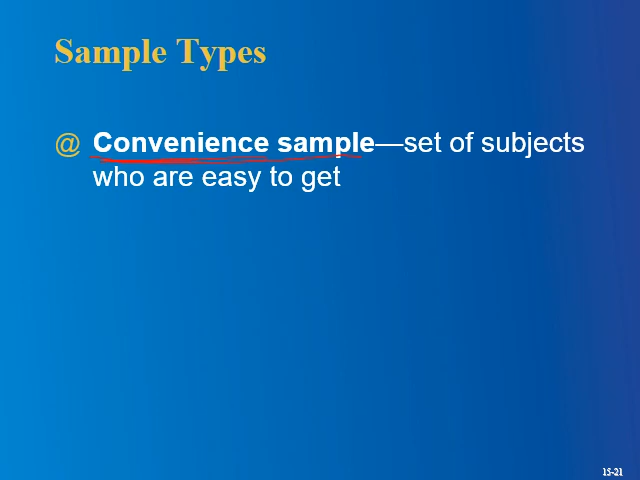 Sample Types
@ Convenience sample—set of subjects
who are easy to get
15-21